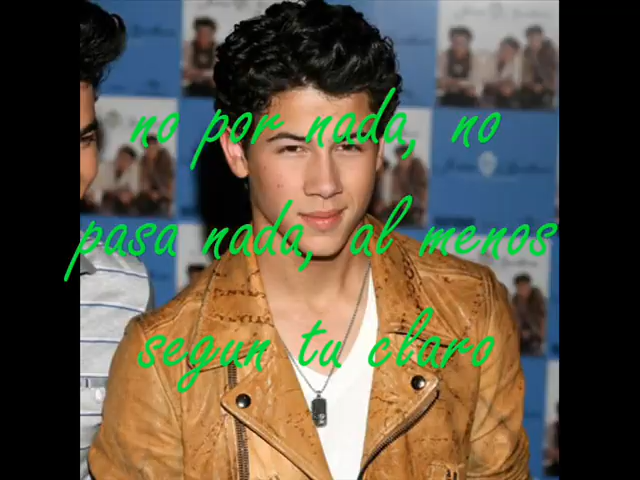 no por nada, no
pasa nada, al menos
segun tu claro